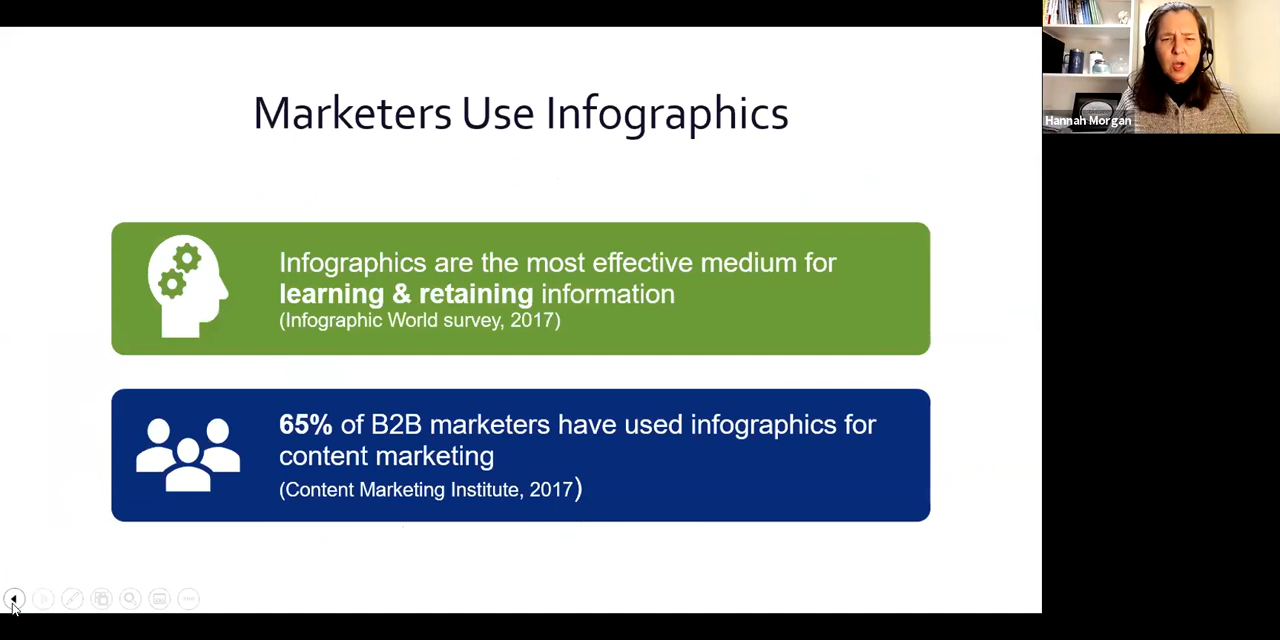 Marketers Use Infographics
Hannah Morgan
Infographics are the most effective medium for
learning & retaining information
(Infographic World survey, 2017)
65% of B2B marketers have used infographics for
content marketing
(Content Marketing Institute, 2017)